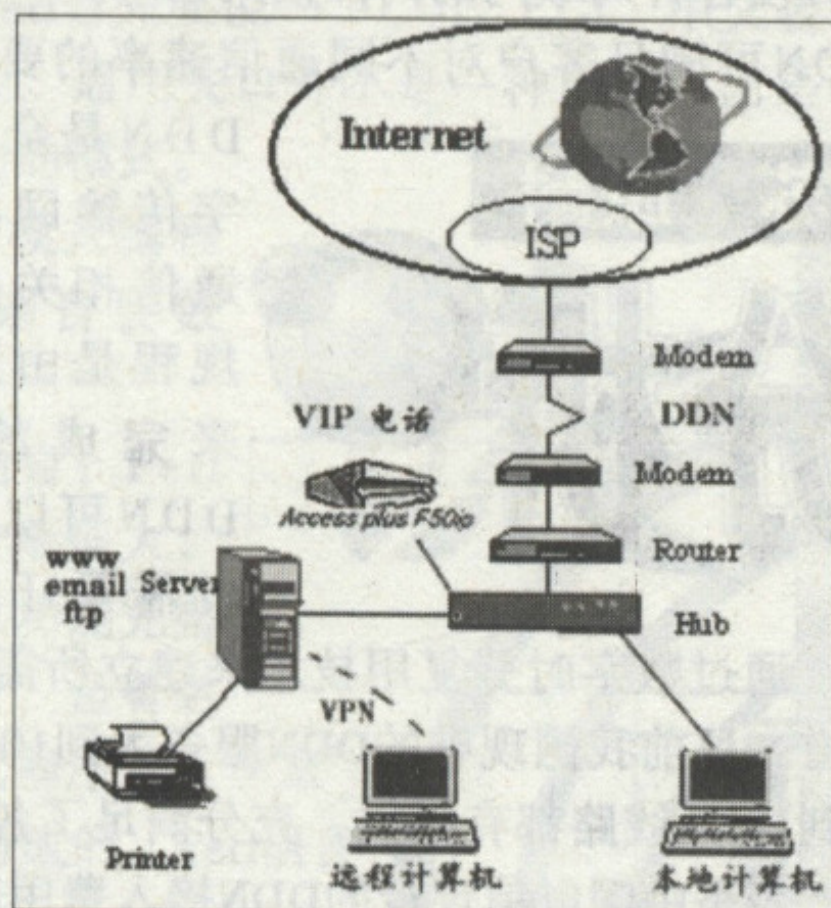 Internet
ISP
Modem
DDN
VIP 电话
Modem
Access plus F50ip
Router
www
email Server
ftp
Hub
VPN
Printer
远程计算机
本地计算机